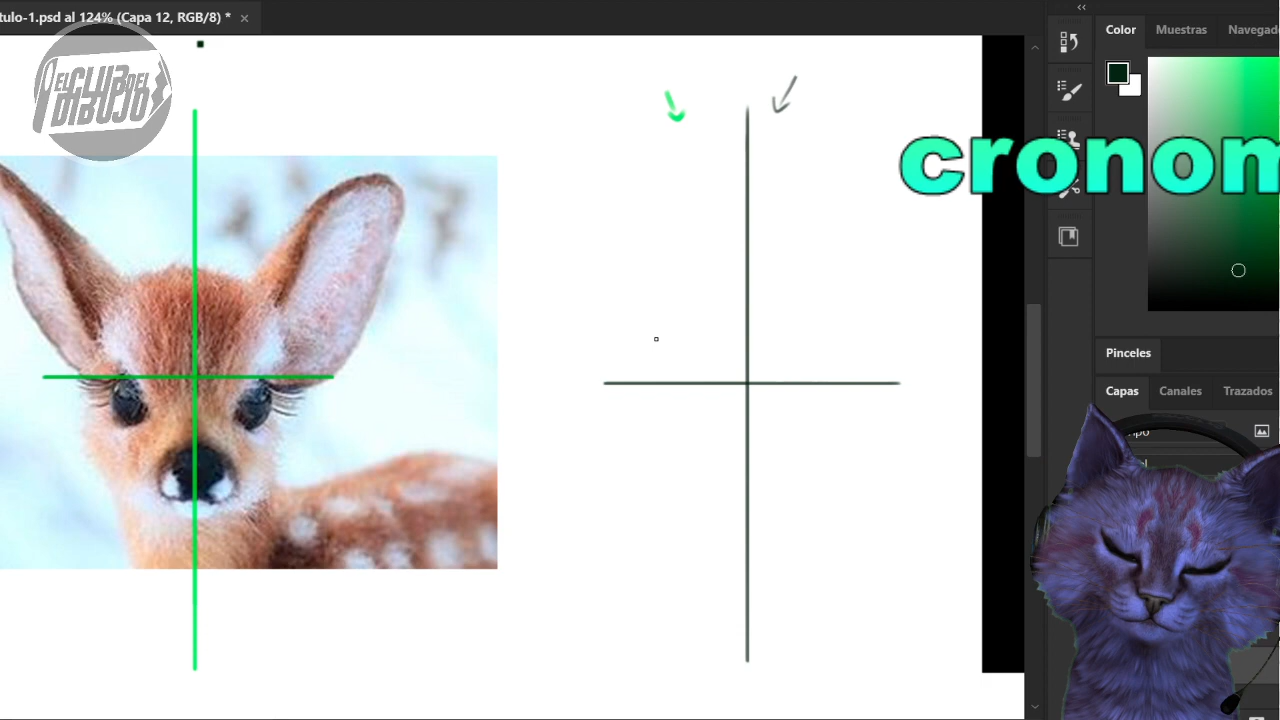 tulo-1.psd al 124% (Capa 12, RGB/8) *
EL CLUB DEL
DIBUJO
Color
Muestras
Navegad
cronom
Pinceles
Capas
Canales
Trazados